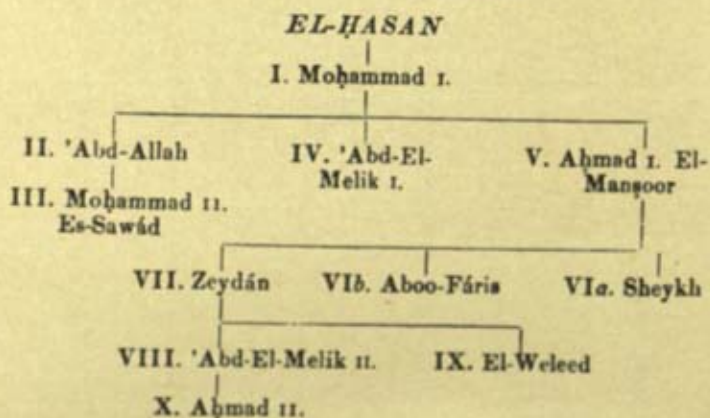 EL-ḤASAN
I. Moḥammad I.
II. 'Abd-Allah IV. 'Abd-El-Melik I. V. Aḥmad I. El-Manṣoor
III. Moḥammad II. Es-Sawád
VII. Zeydán VIb. Aboo-Fáris VIa. Sheykh
VIII. 'Abd-El-Melik II. IX. El-Weleed
X. Aḥmad II.